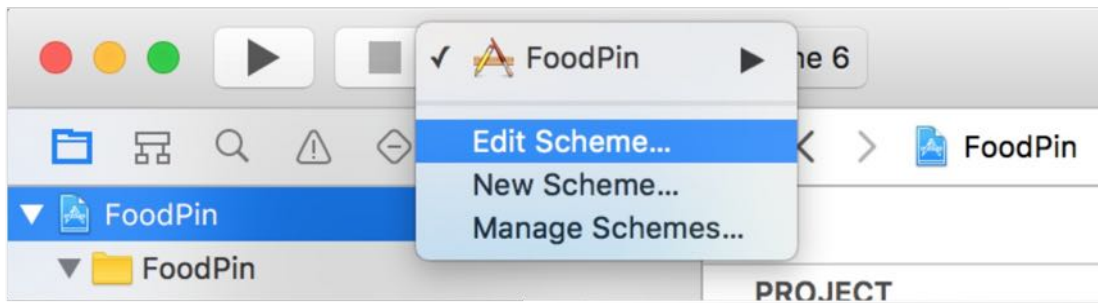 FoodPin
ne 6
Edit Scheme...
New Scheme...
Manage Schemes...
FoodPin
FoodPin
FoodPin
PROJECT